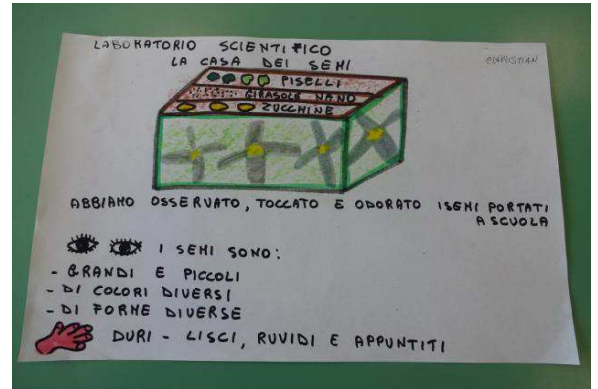 LABORATORIO SCIENTIFICO
CHRISTIAN
LA CASA DEI SEMI
PISELLI
GIRASOLE NANO
ZUCCHINE
ABBIAMO OSSERVATO, TOCCATO E ODORATO I SEMI PORTATI
A SCUOLA
I SEMI SONO:
- GRANDI E PICCOLI
- DI COLORI DIVERSI
- DI FORME DIVERSE
DURI - LISCI, RUVIDI E APPUNTITI